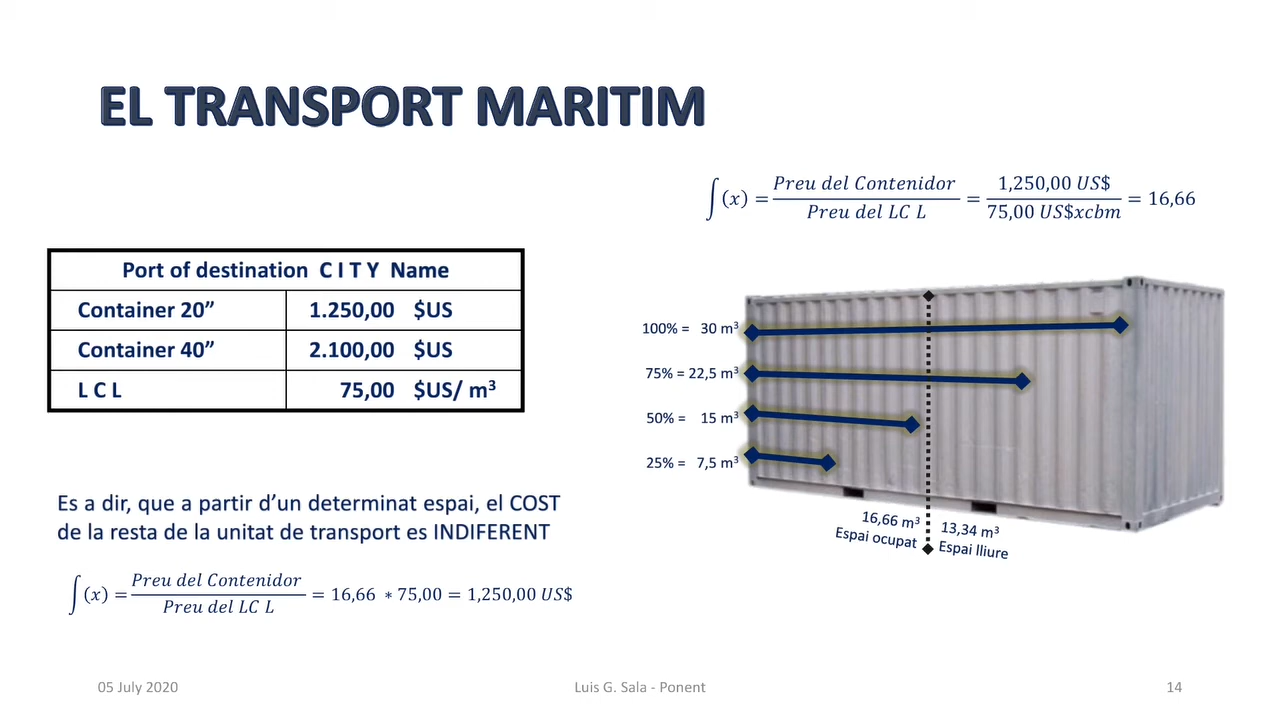 EL TRANSPORT MARITIM
∫(x) = Preu del Contenidor / Preu del LC L = 1,250,00 US$ / 75,00 US$xcbm = 16,66
Port of destination C I T Y Name
Container 20” 1.250,00 $US
Container 40” 2.100,00 $US
L C L 75,00 $US/ m³
100% = 30 m³
75% = 22,5 m³
50% = 15 m³
25% = 7,5 m³
16,66 m³
Espai ocupat
13,34 m³
Espai lliure
Es a dir, que a partir d’un determinat espai, el COST
de la resta de la unitat de transport es INDIFERENT
∫(x) = Preu del Contenidor / Preu del LC L = 16,66 * 75,00 = 1,250,00 US$
05 July 2020
Luis G. Sala - Ponent
14